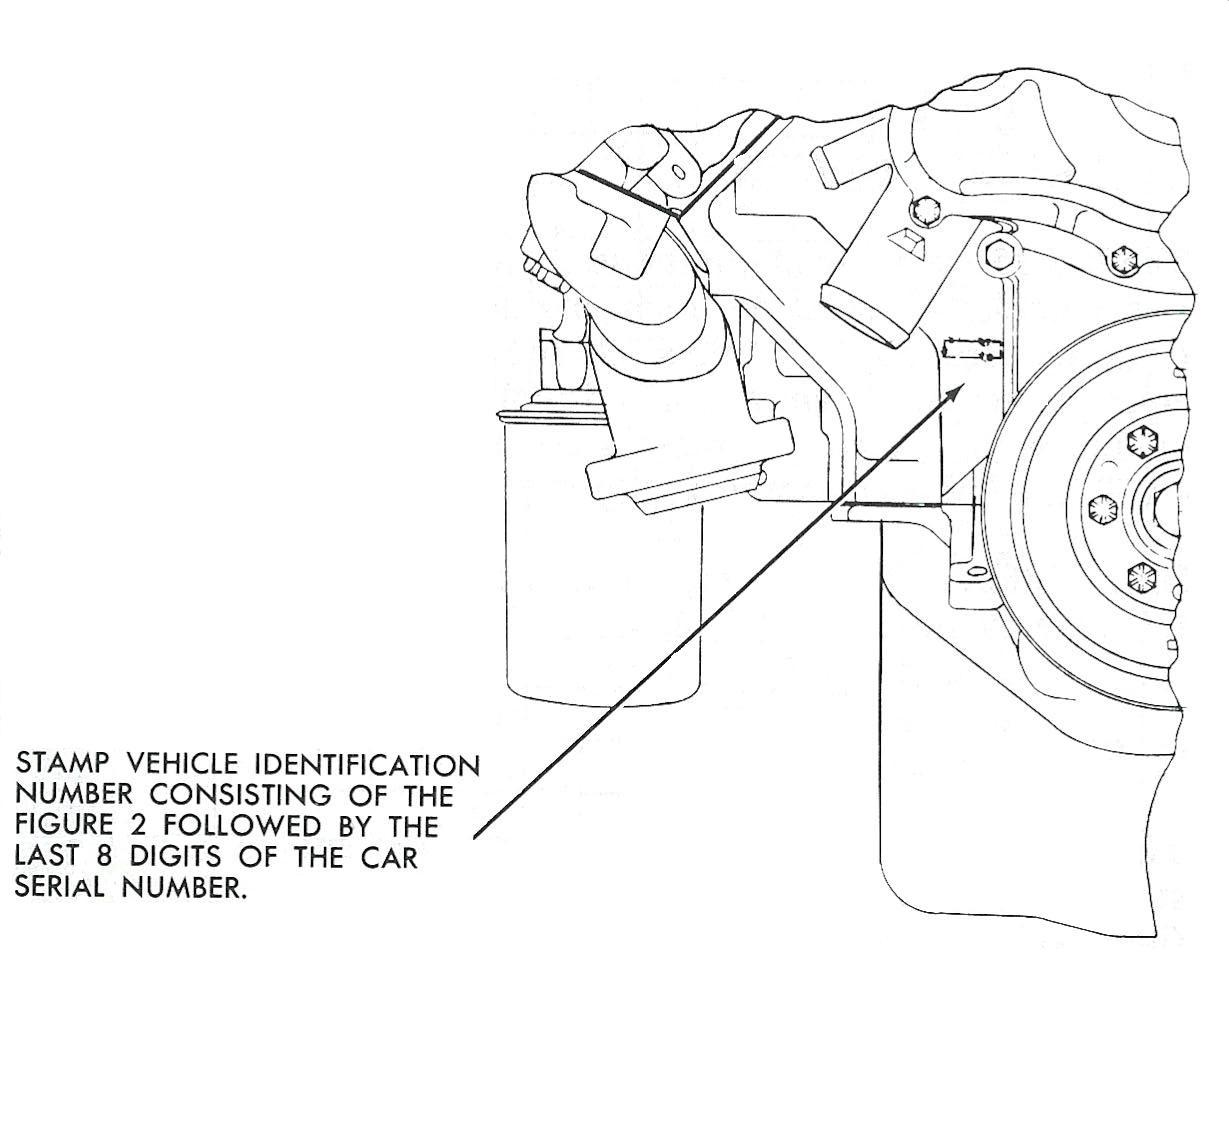 STAMP VEHICLE IDENTIFICATION
NUMBER CONSISTING OF THE
FIGURE 2 FOLLOWED BY THE
LAST 8 DIGITS OF THE CAR
SERIAL NUMBER.